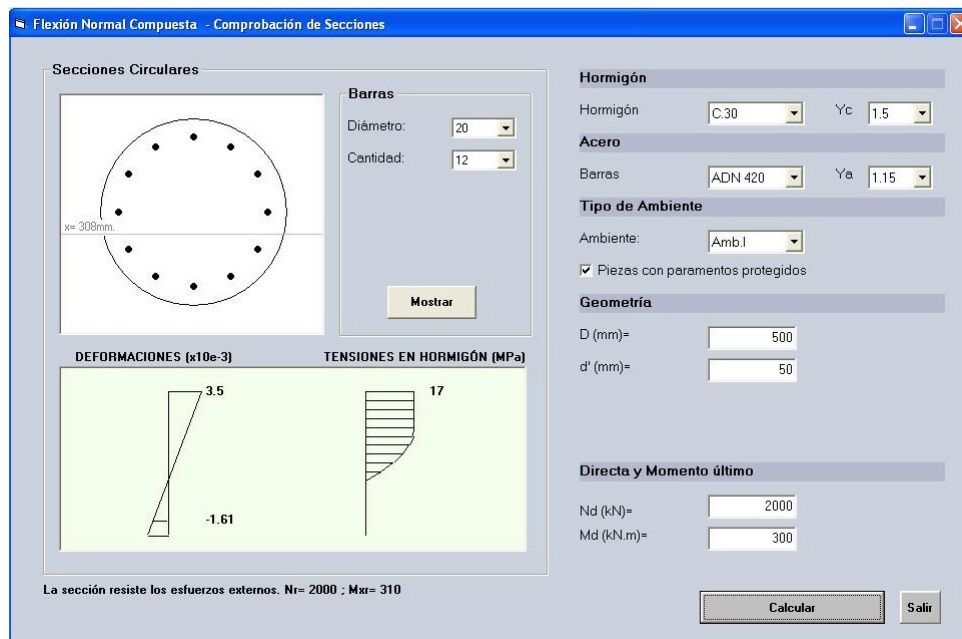 Flexión Normal Compuesta - Comprobación de Secciones
Secciones Circulares
x= 308mm.
Barras
Diámetro: 20
Cantidad: 12
Mostrar
DEFORMACIONES (x10e-3) TENSIONES EN HORMIGÓN (MPa)
3.5 17
-1.61
La sección resiste los esfuerzos externos. Nr= 2000 ; Mxr= 310
Hormigón
Hormigón C.30 Yc 1.5
Acero
Barras ADN 420 Ya 1.15
Tipo de Ambiente
Ambiente: Amb.I
Piezas con paramentos protegidos
Geometría
D (mm)= 500
d' (mm)= 50
Directa y Momento último
Nd (kN)= 2000
Md (kN.m)= 300
Calcular Salir